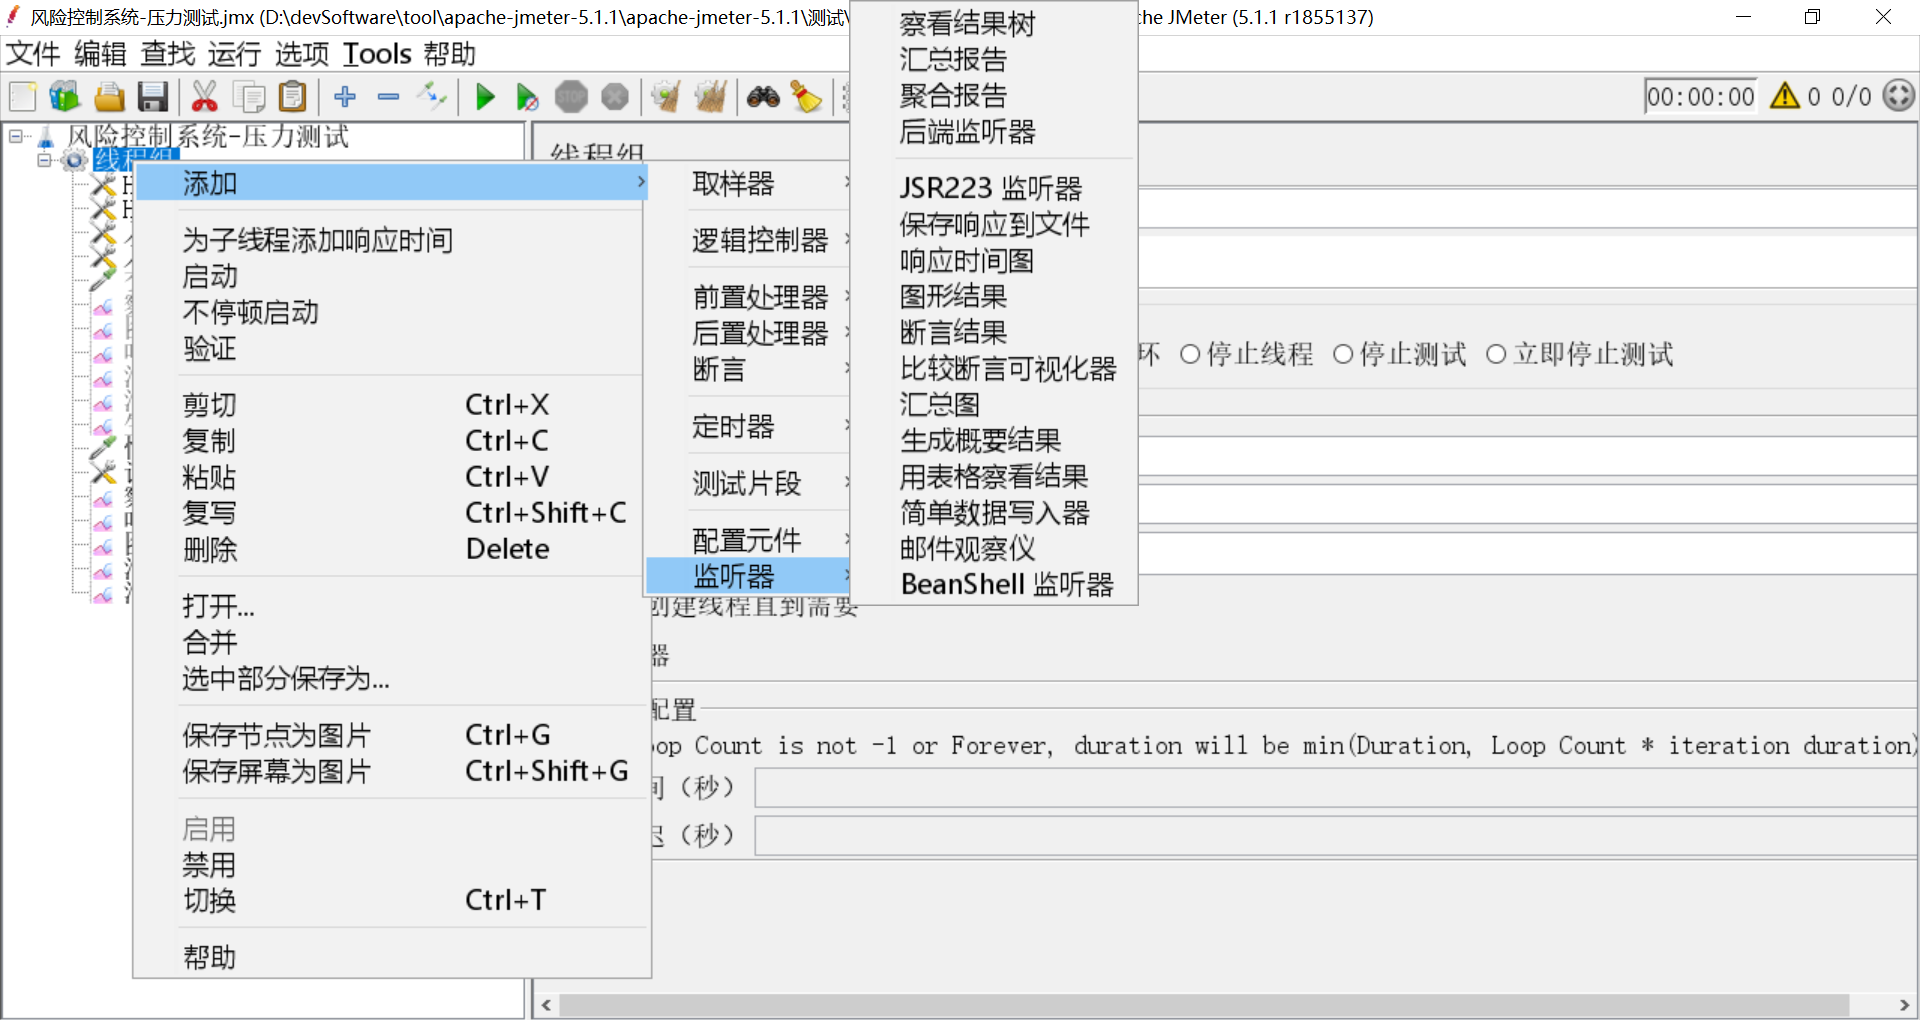 风险控制系统-压力测试.jmx (D:\devSoftware\tool\apache-jmeter-5.1.1\apache-jmeter-5.1.1\测试\
che JMeter (5.1.1 r1855137)
文件 编辑 查找 运行 选项 Tools 帮助
00:00:00
0 0/0
风险控制系统-压力测试
线程组
线程组
添加
为子线程添加响应时间
启动
不停顿启动
验证
剪切 Ctrl+X
复制 Ctrl+C
粘贴 Ctrl+V
复写 Ctrl+Shift+C
删除 Delete
打开...
合并
选中部分保存为...
保存节点为图片 Ctrl+G
保存屏幕为图片 Ctrl+Shift+G
启用
禁用
切换 Ctrl+T
帮助
取样器
逻辑控制器
前置处理器
后置处理器
断言
定时器
测试片段
配置元件
监听器
察看结果树
汇总报告
聚合报告
后端监听器
JSR223 监听器
保存响应到文件
响应时间图
图形结果
断言结果
比较断言可视化器
汇总图
生成概要结果
用表格察看结果
简单数据写入器
邮件观察仪
BeanShell 监听器
环 停止线程 停止测试 立即停止测试
创建线程直到需要
器
配置
oop Count is not -1 or Forever, duration will be min(Duration, Loop Count * iteration duration)
间（秒）
迟（秒）